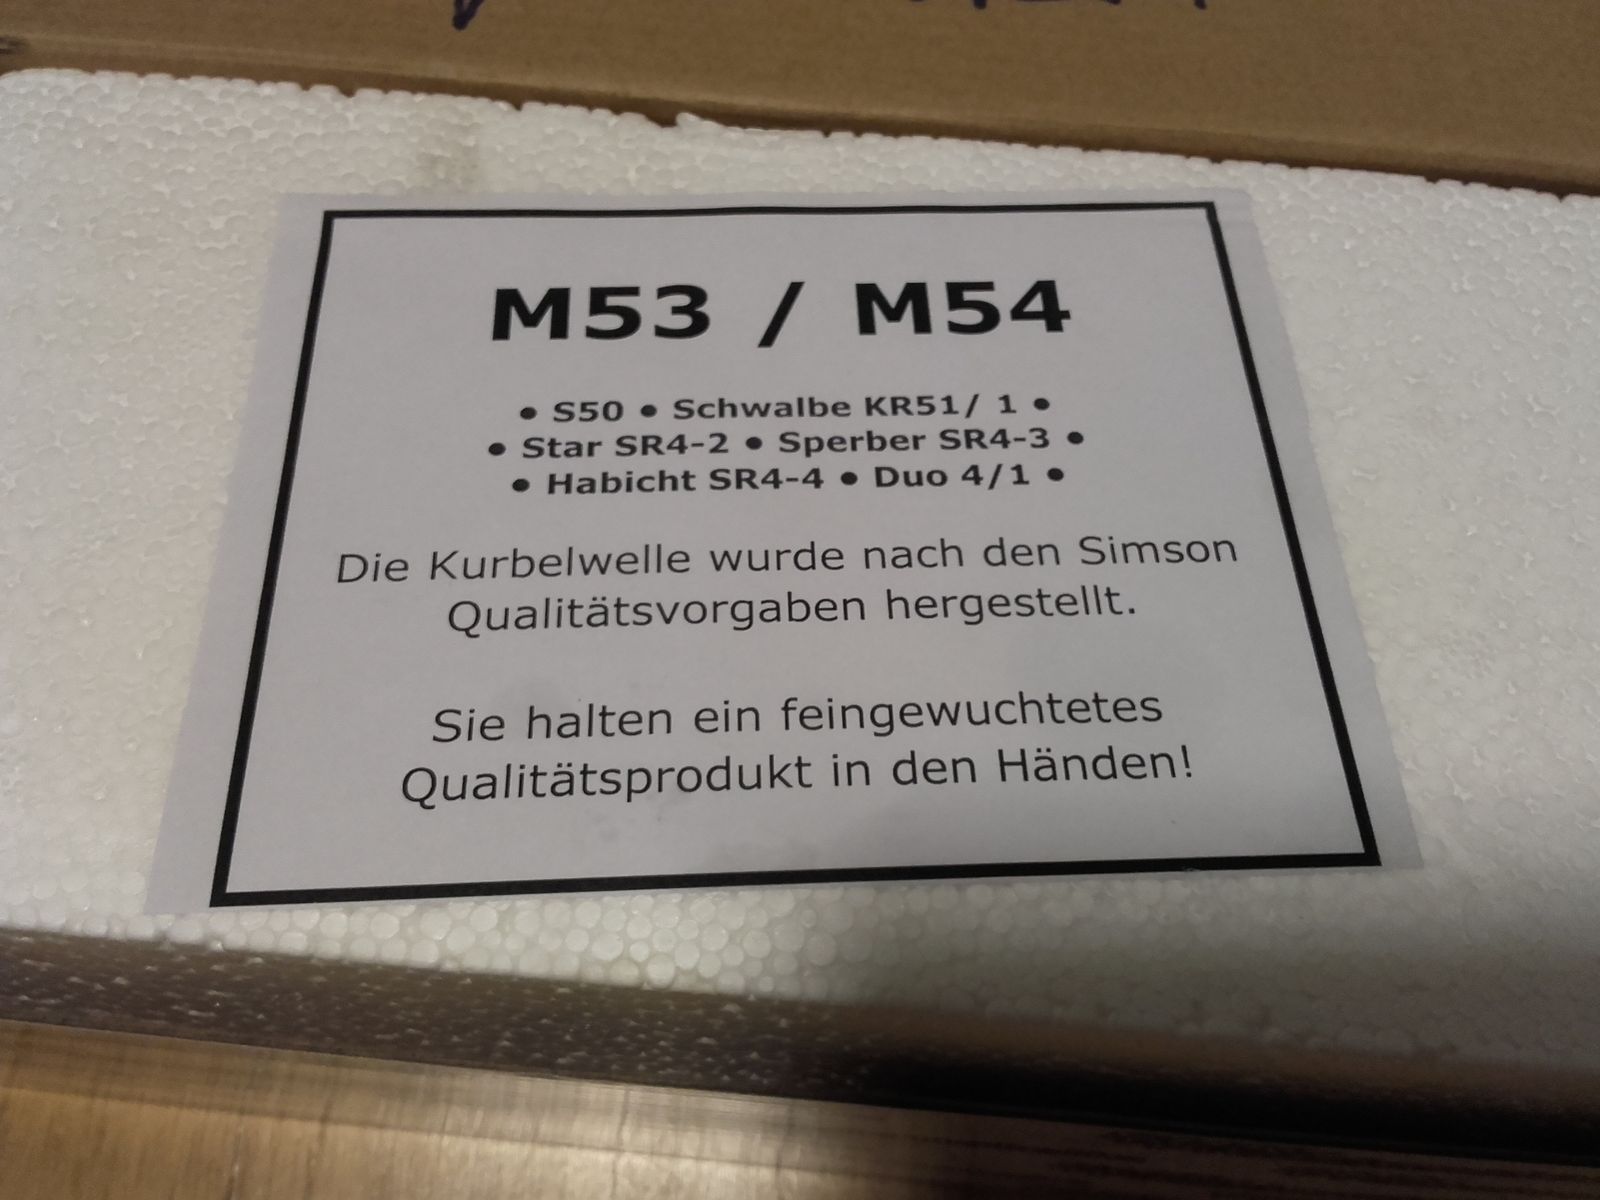 M53 / M54
• S50 • Schwalbe KR51/ 1 •
• Star SR4-2 • Sperber SR4-3 •
• Habicht SR4-4 • Duo 4/1 •
Die Kurbelwelle wurde nach den Simson
Qualitätsvorgaben hergestellt.
Sie halten ein feingewuchtetes
Qualitätsprodukt in den Händen!